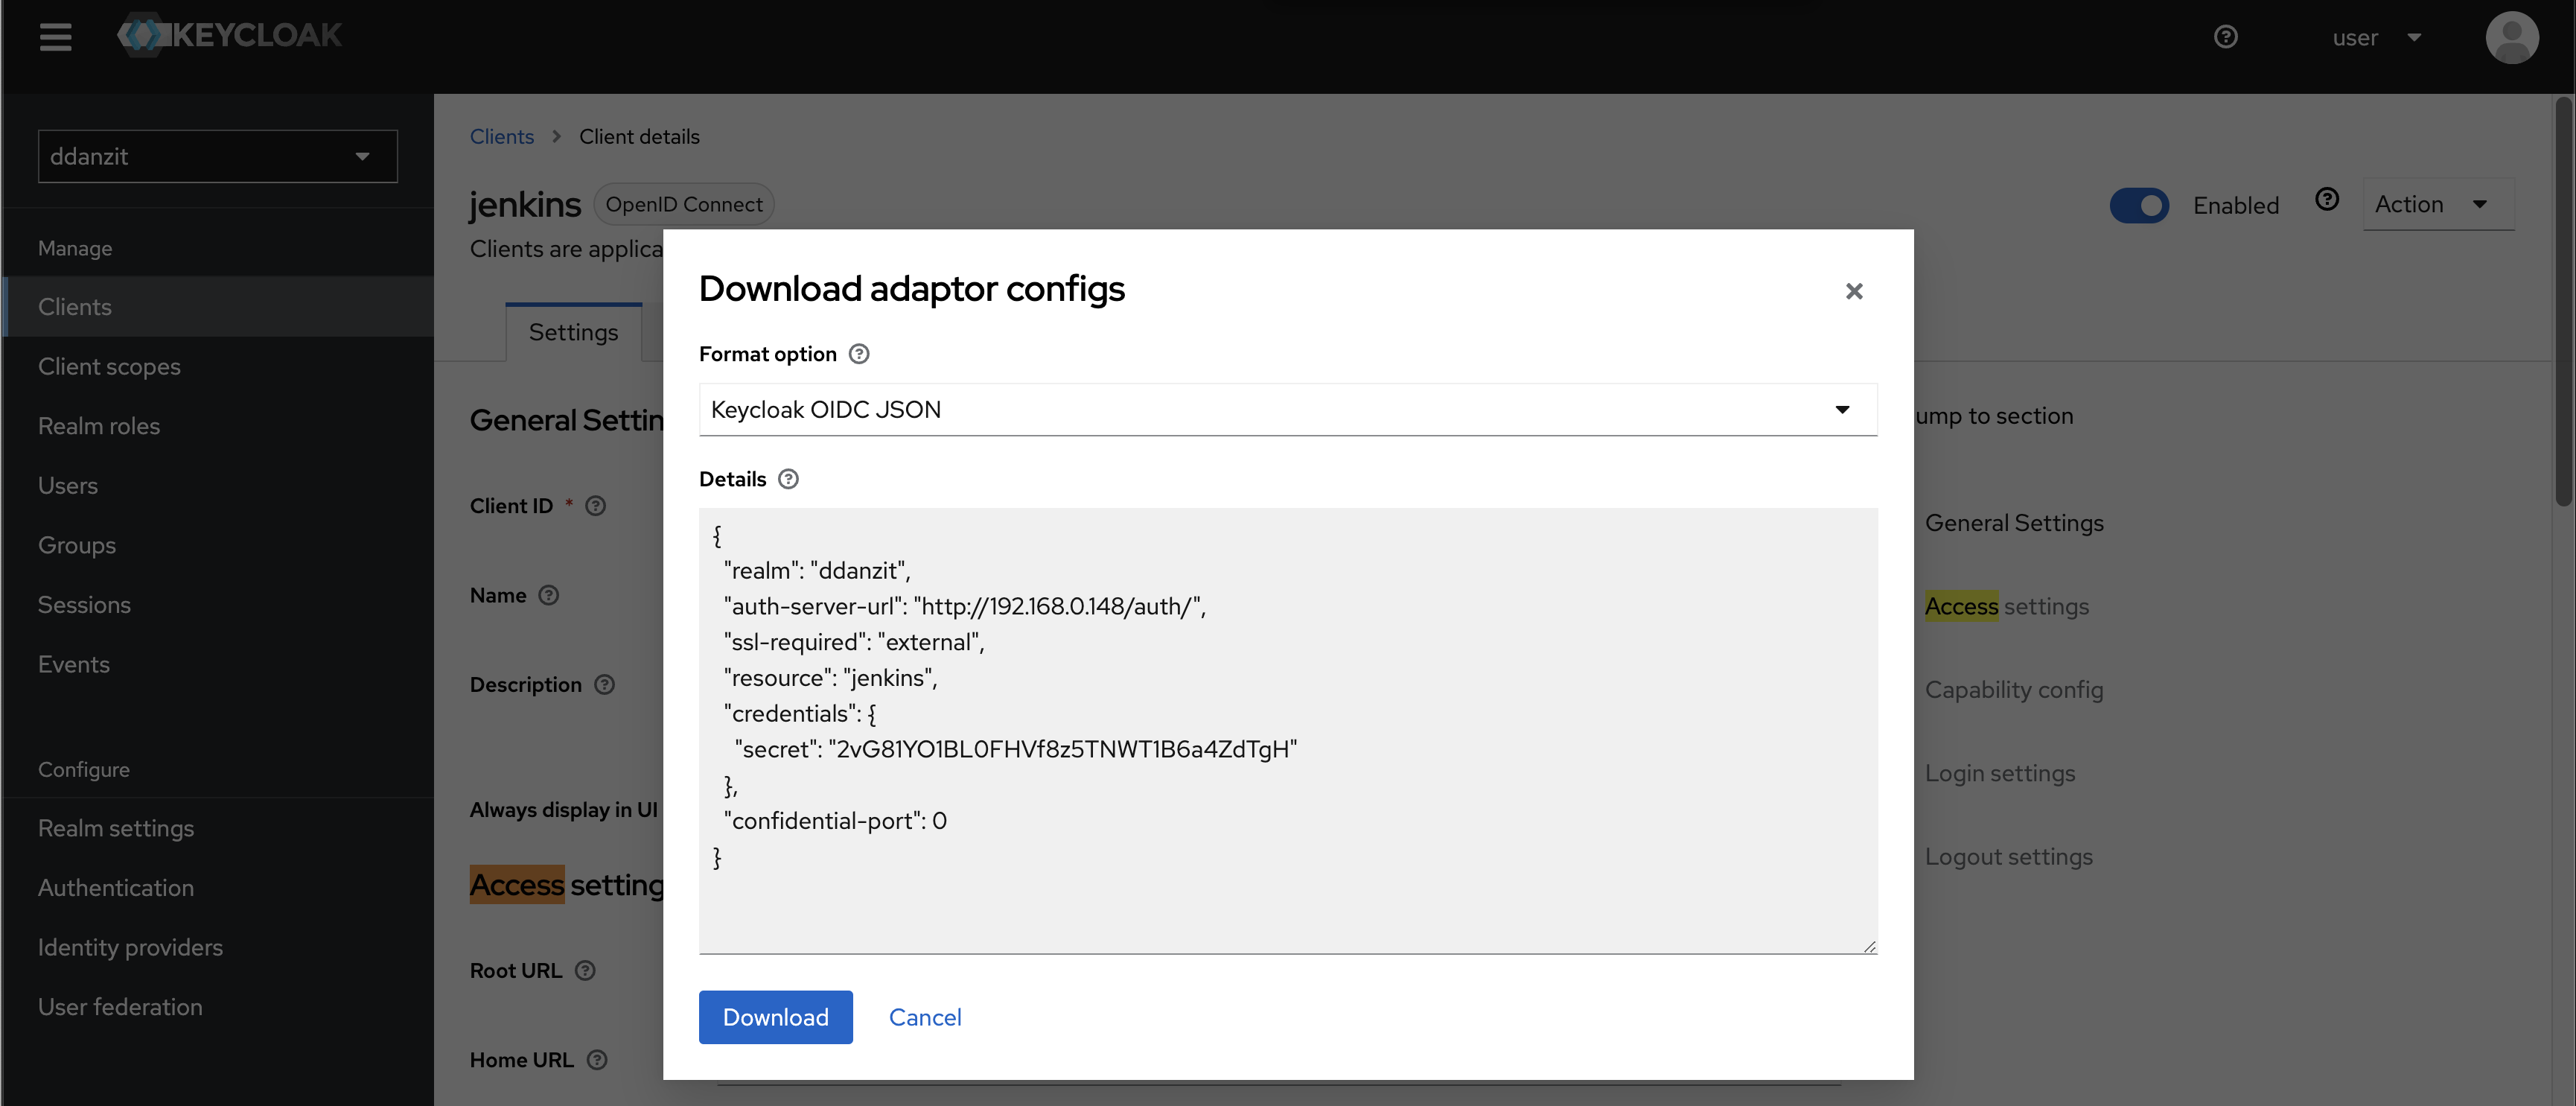 KEYCLOAK
user
ddanzit
Manage
Clients
Client scopes
Realm roles
Users
Groups
Sessions
Events
Configure
Realm settings
Authentication
Identity providers
User federation
Clients > Client details
jenkins OpenID Connect
Enabled
Action
Clients are applica
Settings
General Settin
Client ID *
Name
Description
Always display in UI
Access setting
Root URL
Home URL
Download adaptor configs
Format option
Keycloak OIDC JSON
Details
{
"realm": "ddanzit",
"auth-server-url": "http://192.168.0.148/auth/",
"ssl-required": "external",
"resource": "jenkins",
"credentials": {
"secret": "2vG81YO1BL0FHVf8z5TNWT1B6a4ZdTgH"
},
"confidential-port": 0
}
Download
Cancel
ump to section
General Settings
Access settings
Capability config
Login settings
Logout settings